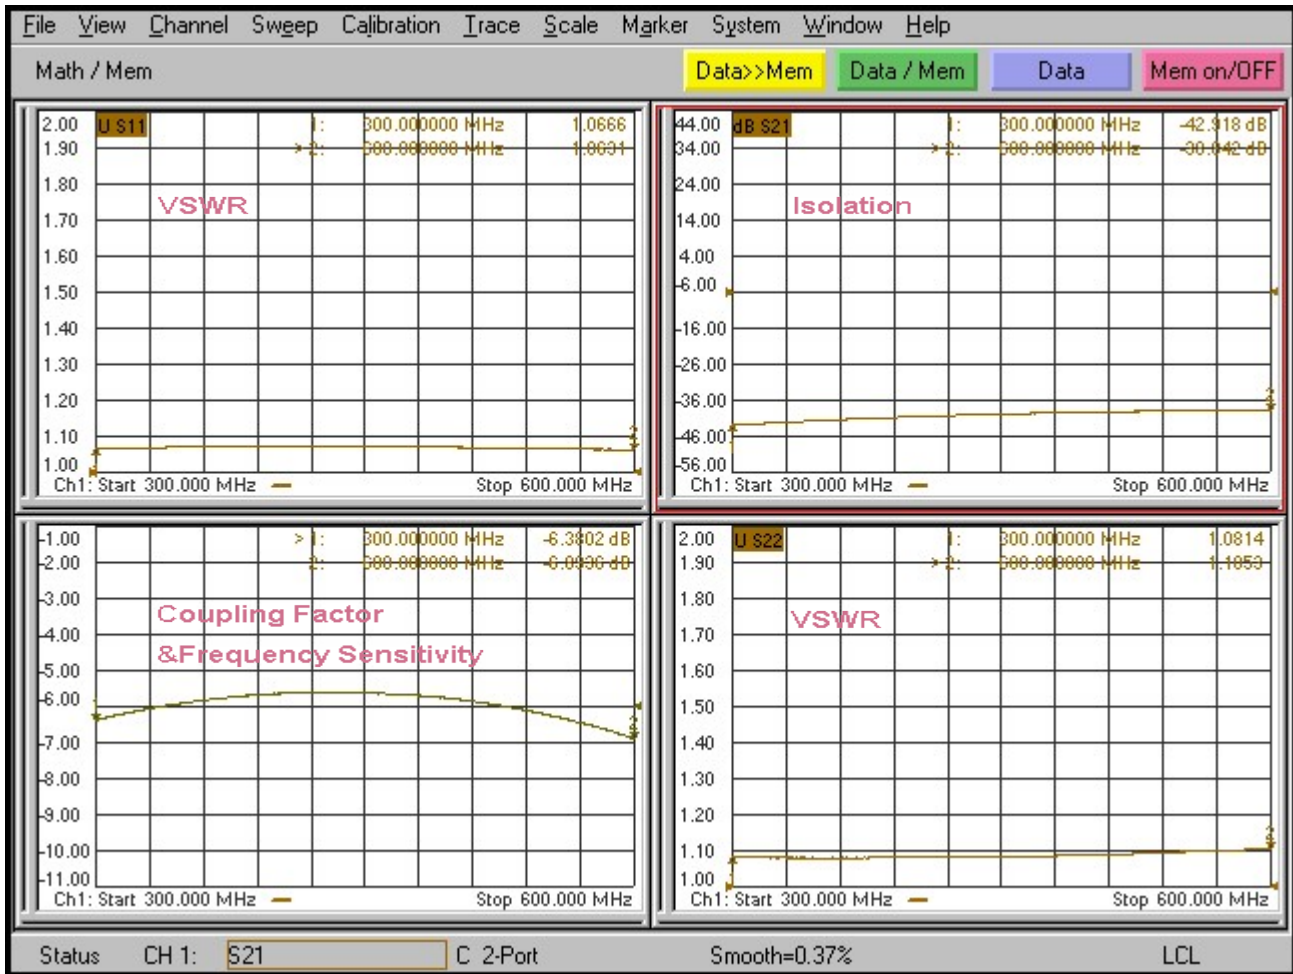 File View Channel Sweep Calibration Trace Scale Marker System Window Help
Math / Mem Data>>Mem Data / Mem Data Mem on/OFF
2.00 U S11 1: 300.000000 MHz 1.0666
1.90 > 2:
1.80
VSWR
1.70
1.60
1.50
1.40
1.30
1.20
1.10
1.00
Ch1: Start 300.000 MHz Stop 600.000 MHz
44.00 dB S21 1: 300.000000 MHz -42.918 dB
34.00 > 2:
24.00
Isolation
14.00
4.00
-6.00
-16.00
-26.00
-36.00
-46.00
-56.00
Ch1: Start 300.000 MHz Stop 600.000 MHz
-1.00 > 1: 300.000000 MHz -6.3802 dB
-2.00 2:
-3.00
Coupling Factor
-4.00
&Frequency Sensitivity
-5.00
-6.00
-7.00
-8.00
-9.00
-10.00
-11.00
Ch1: Start 300.000 MHz Stop 600.000 MHz
2.00 U S22 1: 300.000000 MHz 1.0814
1.90 > 2:
1.80
VSWR
1.70
1.60
1.50
1.40
1.30
1.20
1.10
1.00
Ch1: Start 300.000 MHz Stop 600.000 MHz
Status CH 1: S21 C 2-Port Smooth=0.37% LCL